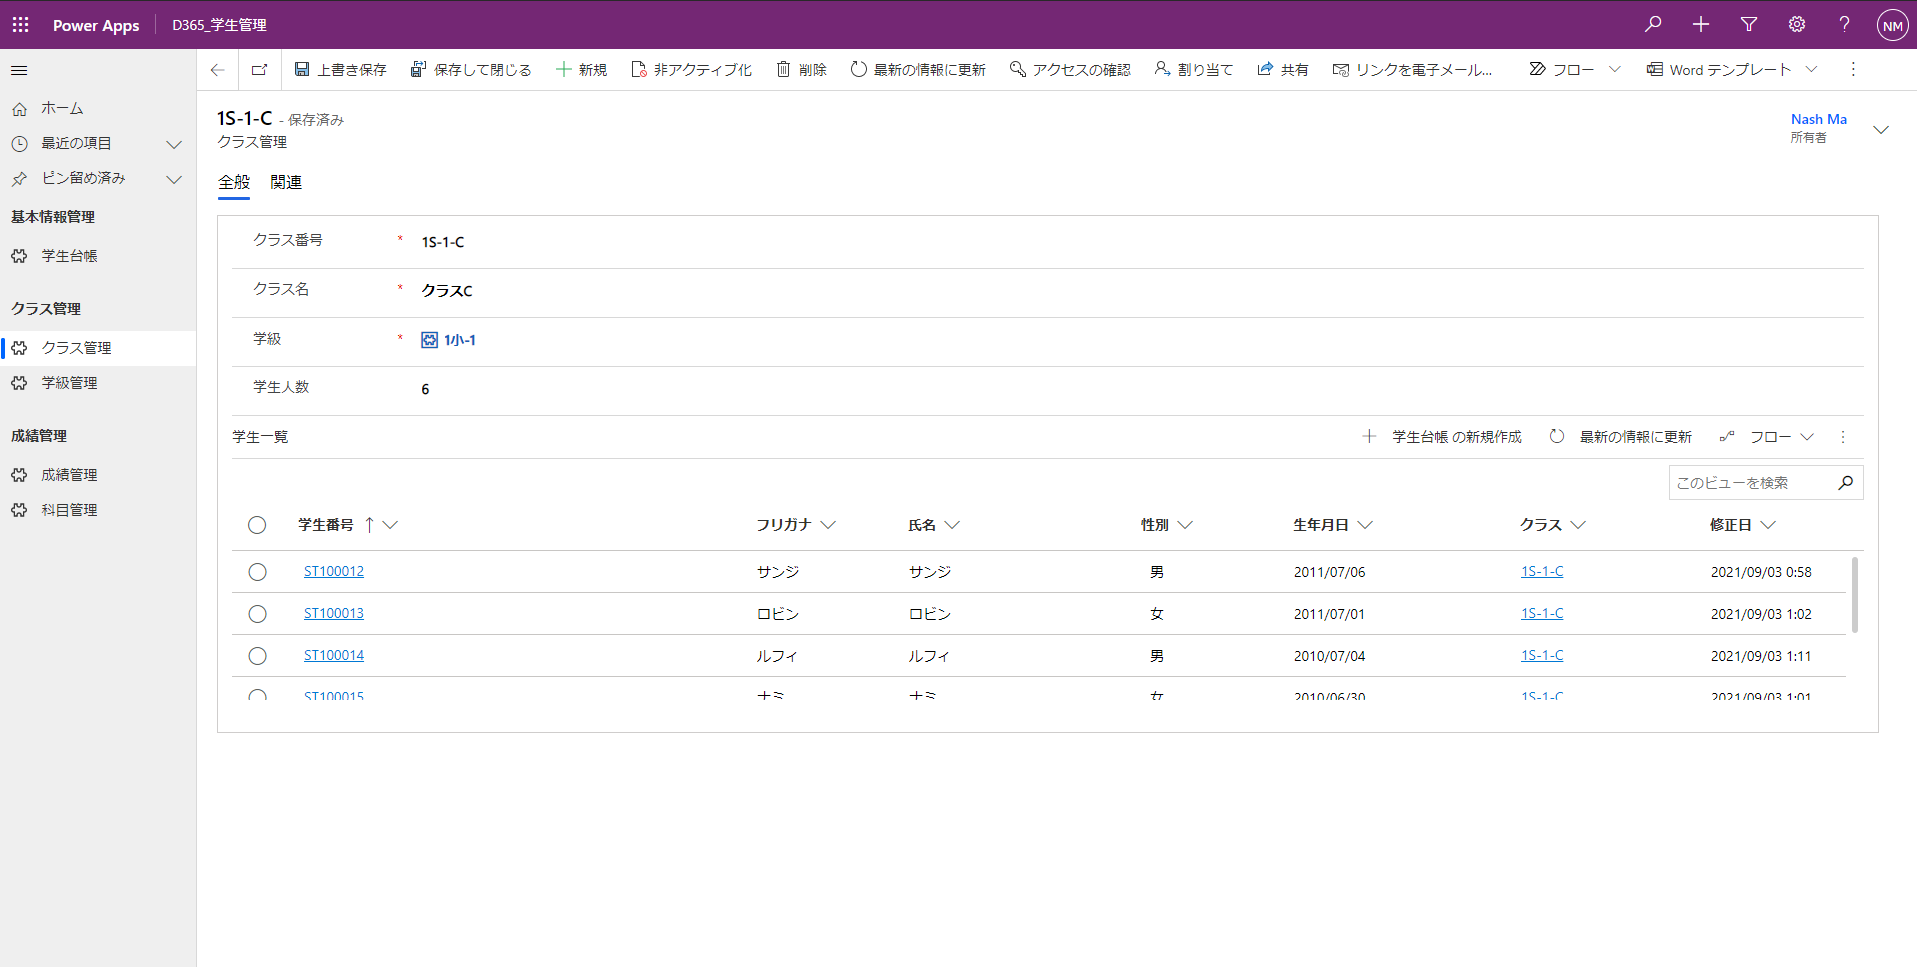 Power Apps D365_学生管理 NM
上書き保存 保存して閉じる 新規 非アクティブ化 削除 最新の情報に更新 アクセスの確認 割り当て 共有 リンクを電子メール... フロー Word テンプレート
ホーム
最近の項目
ピン留め済み
基本情報管理
学生台帳
クラス管理
クラス管理
学級管理
成績管理
成績管理
科目管理
1S-1-C - 保存済み
クラス管理
Nash Ma
所有者
全般 関連
クラス番号 * 1S-1-C
クラス名 * クラスC
学級 * 1小-1
学生人数 6
学生一覧 学生台帳 の新規作成 最新の情報に更新 フロー
このビューを検索
学生番号 フリガナ 氏名 性別 生年月日 クラス 修正日
ST100012 サンジ サンジ 男 2011/07/06 1S-1-C 2021/09/03 0:58
ST100013 ロビン ロビン 女 2011/07/01 1S-1-C 2021/09/03 1:02
ST100014 ルフィ ルフィ 男 2010/07/04 1S-1-C 2021/09/03 1:11
ST100015 ナミ ナミ 女 2010/06/30 1S-1-C 2021/09/03 1:01